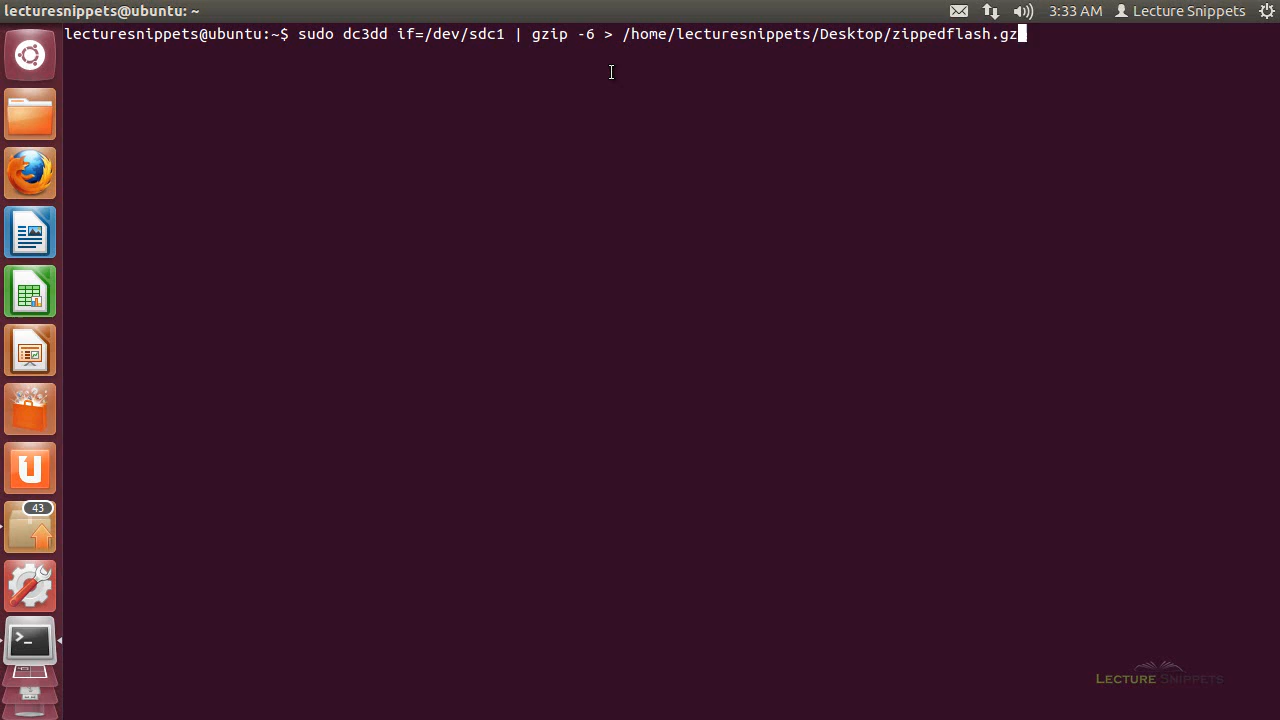 lecturesnippets@ubuntu: ~
3:33 AM
Lecture Snippets
lecturesnippets@ubuntu:~$ sudo dc3dd if=/dev/sdc1 | gzip -6 > /home/lecturesnippets/Desktop/zippedflash.gz
43
>_
LECTURE SNIPPETS